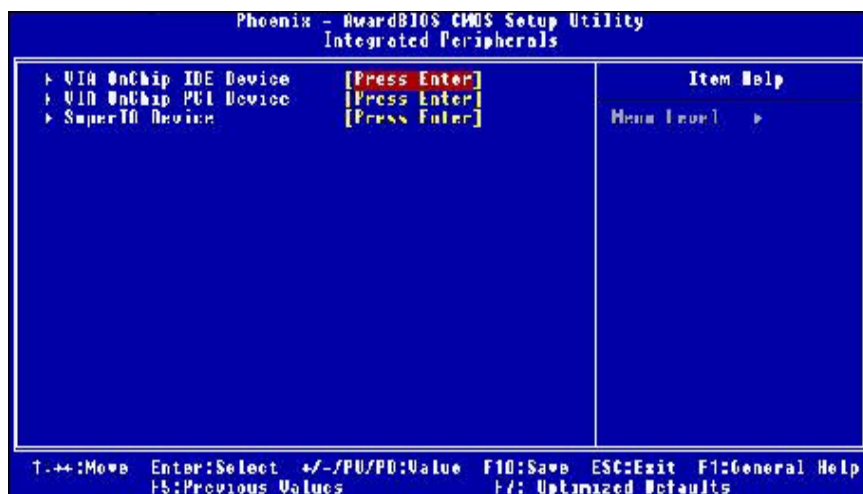 Phoenix - AwardBIOS CMOS Setup Utility
Integrated Peripherals
VIA OnChip IDE Device [Press Enter]
VIA OnChip PCI Device [Press Enter]
SuperIO Device [Press Enter]
Item Help
Menu Level
↑↓→←:Move Enter:Select +/-/PU/PD:Value F10:Save ESC:Exit F1:General Help
F5:Previous Values F7: Optimized Defaults